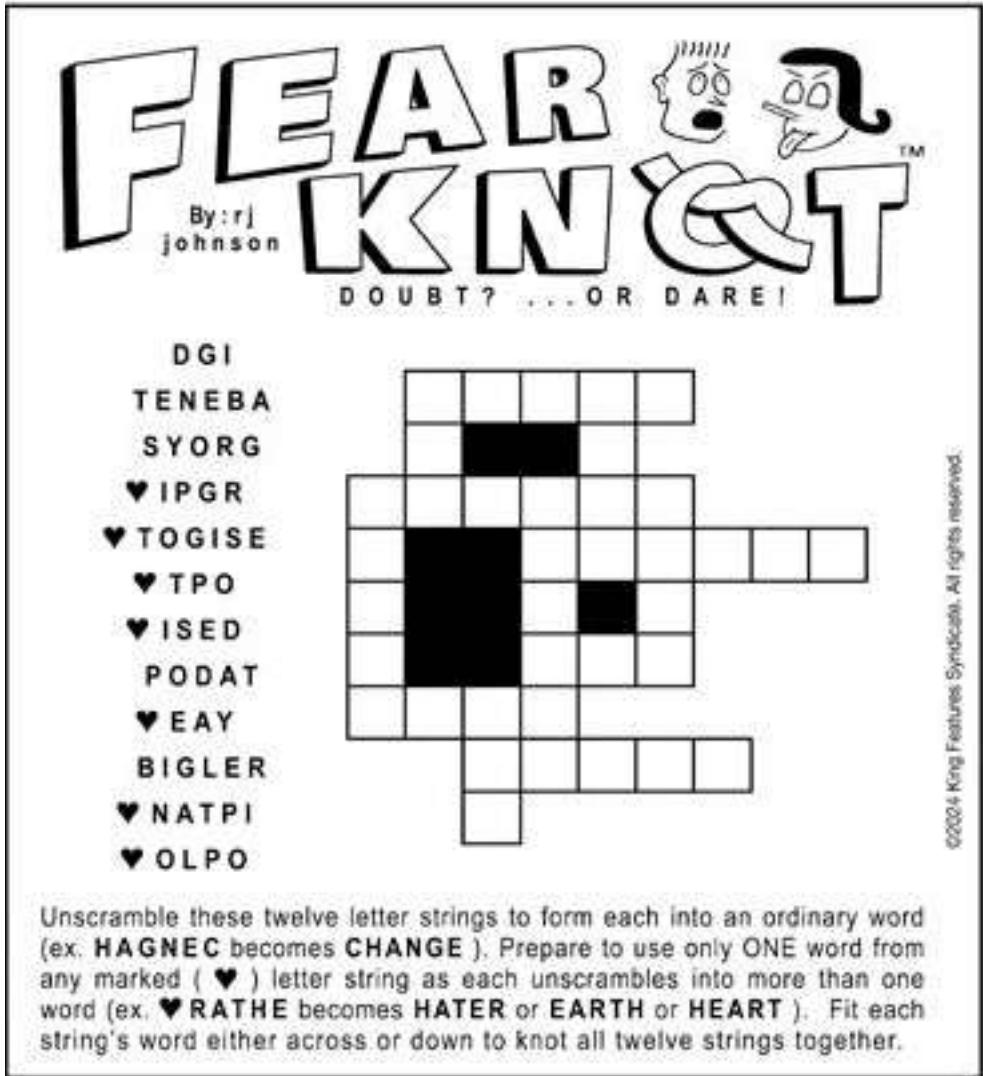 FEAR
KNOT™
By: rj
johnson
DOUBT? ...OR DARE!
DGI
TENEBA
SYORG
♥ IPGR
♥ TOGISE
♥ TPO
♥ ISED
PODAT
♥ EAY
BIGLER
♥ NATPI
♥ OLPO
©2024 King Features Syndicate. All rights reserved.
Unscramble these twelve letter strings to form each into an ordinary word
(ex. HAGNEC becomes CHANGE ). Prepare to use only ONE word from
any marked ( ♥ ) letter string as each unscrambles into more than one
word (ex. ♥ RATHE becomes HATER or EARTH or HEART ). Fit each
string's word either across or down to knot all twelve strings together.